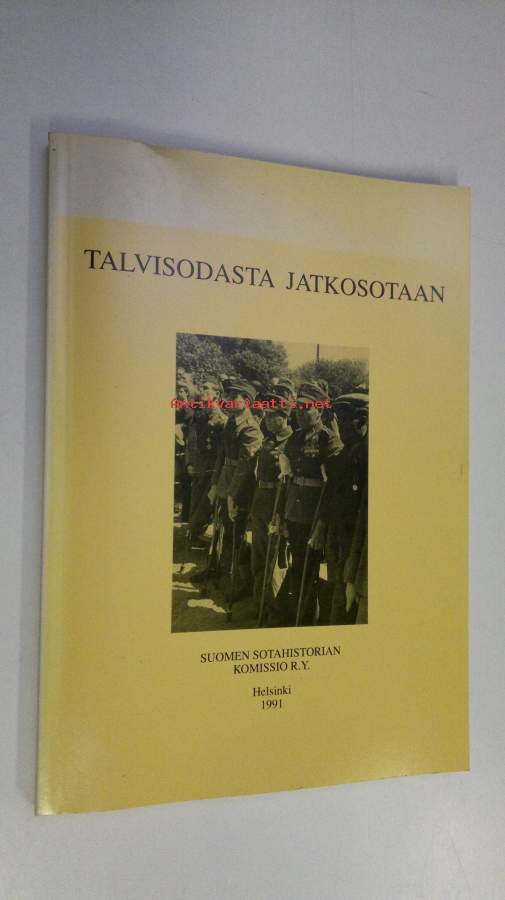 TALVISODASTA JATKOSOTAAN
Antikvariaatti.net
SUOMEN SOTAHISTORIAN
KOMISSIO R.Y.
Helsinki
1991